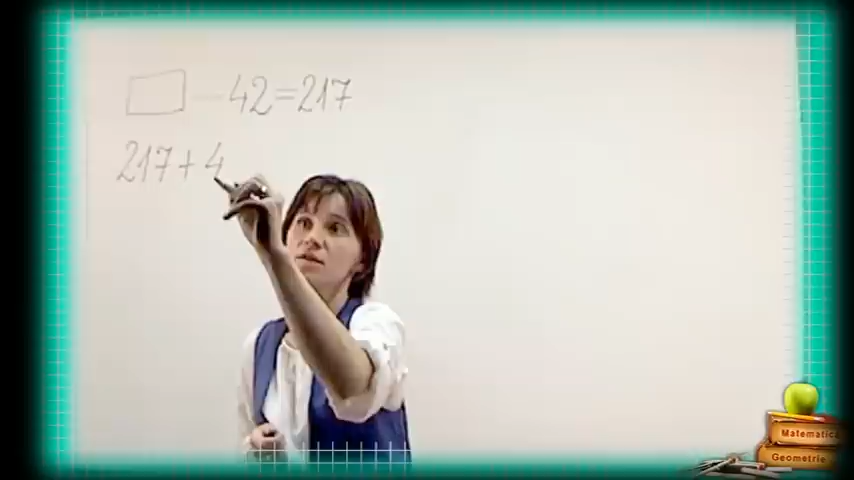 □ - 42 = 217
217 + 4
Matematica
Geometrie